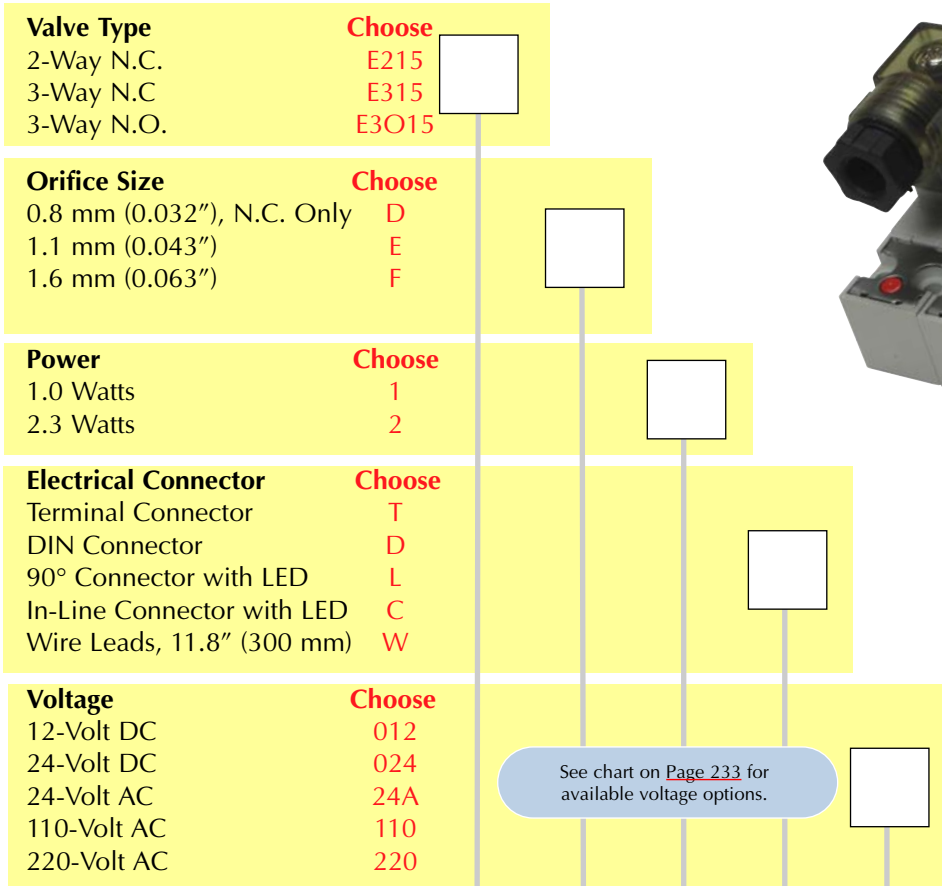 Valve Type Choose
2-Way N.C. E215
3-Way N.C E315
3-Way N.O. E3O15
Orifice Size Choose
0.8 mm (0.032″), N.C. Only D
1.1 mm (0.043″) E
1.6 mm (0.063″) F
Power Choose
1.0 Watts 1
2.3 Watts 2
Electrical Connector Choose
Terminal Connector T
DIN Connector D
90° Connector with LED L
In-Line Connector with LED C
Wire Leads, 11.8″ (300 mm) W
Voltage Choose
12-Volt DC 012
24-Volt DC 024
24-Volt AC 24A
110-Volt AC 110
220-Volt AC 220
See chart on Page 233 for
available voltage options.